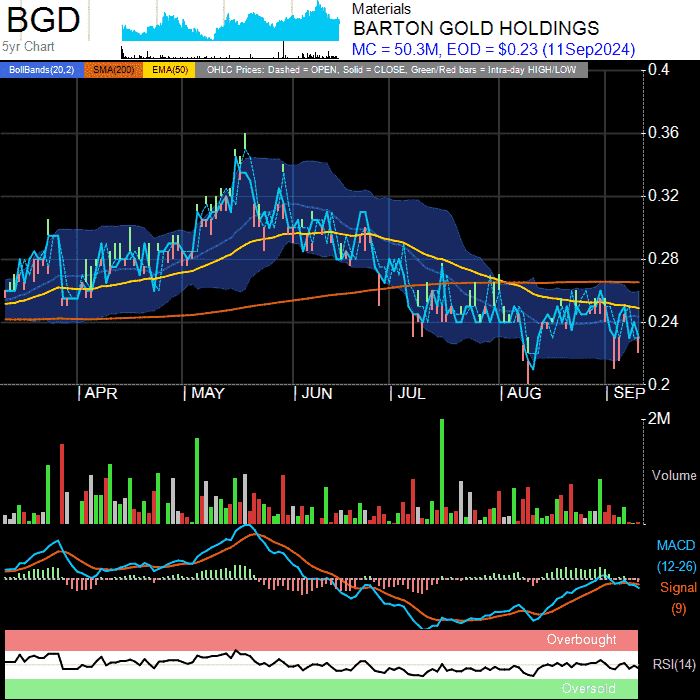 BGD
5yr Chart
Materials
BARTON GOLD HOLDINGS
MC = 50.3M, EOD = $0.23 (11Sep2024)
BollBands(20,2) SMA(200) EMA(50) OHLC Prices: Dashed = OPEN, Solid = CLOSE, Green/Red bars = Intra-day HIGH/LOW
0.4
0.36
0.32
0.28
0.24
0.2
APR MAY JUN JUL AUG SEP
2M
Volume
MACD
(12-26)
Signal
(9)
Overbought
RSI(14)
Oversold